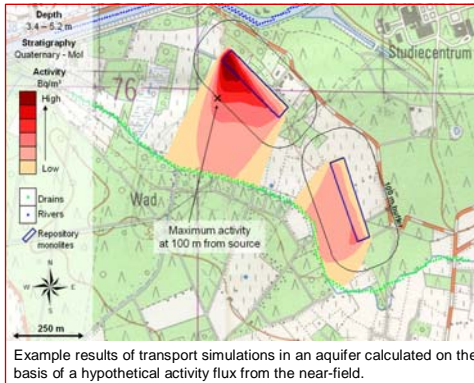 Depth
3.4 – 5.2 m
Stratigraphy
Quaternary - Mol
Activity
Bq/m³
High
Low
Drains
Rivers
Repository
monolites
N
W
E
S
250 m
76
Studiecentrum
Wad
Maximum activity
at 100 m from source
Example results of transport simulations in an aquifer calculated on the
basis of a hypothetical activity flux from the near-field.